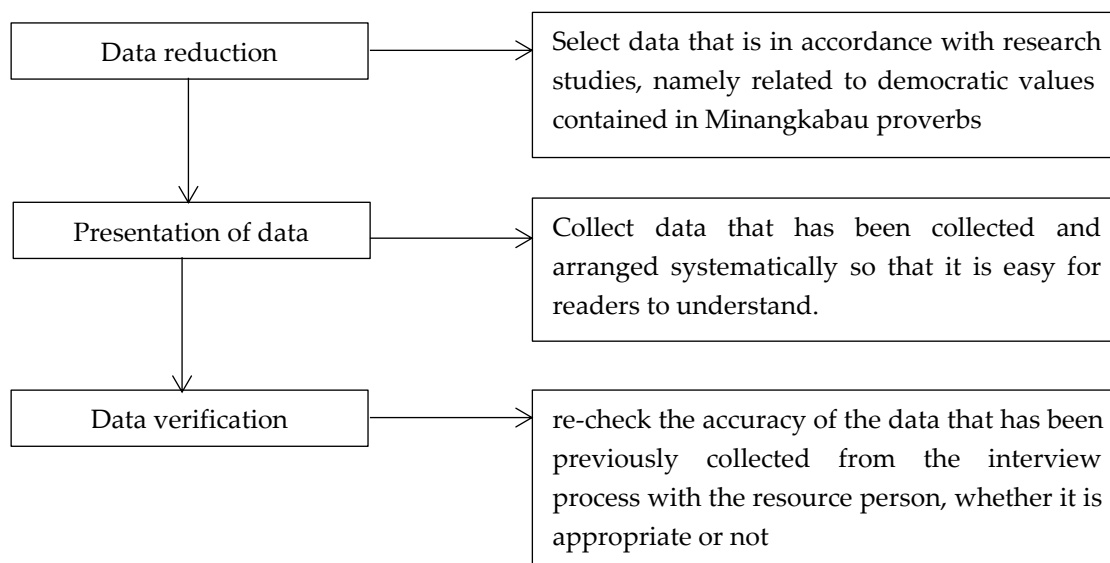 Data reduction
Select data that is in accordance with research
studies, namely related to democratic values
contained in Minangkabau proverbs
Presentation of data
Collect data that has been collected and
arranged systematically so that it is easy for
readers to understand.
Data verification
re-check the accuracy of the data that has been
previously collected from the interview
process with the resource person, whether it is
appropriate or not